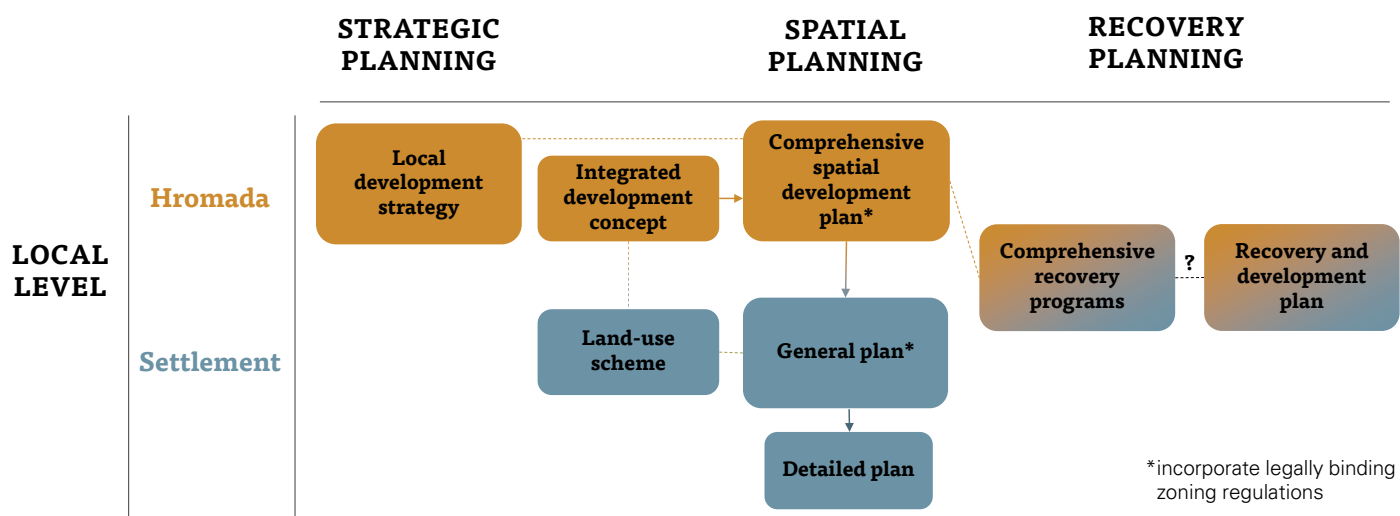 STRATEGIC
PLANNING
SPATIAL
PLANNING
RECOVERY
PLANNING
LOCAL
LEVEL
Hromada
Settlement
Local
development
strategy
Integrated
development
concept
Comprehensive
spatial
development
plan*
Comprehensive
recovery
programs
?
Recovery and
development
plan
Land-use
scheme
General plan*
Detailed plan
*incorporate legally binding
zoning regulations